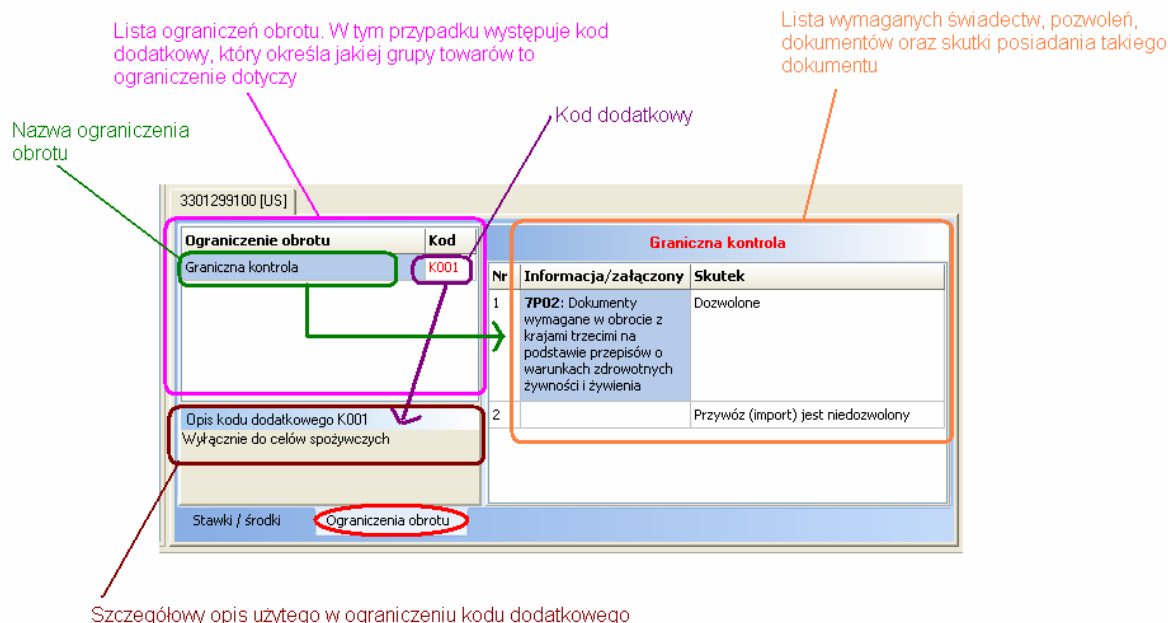 Lista ograniczeń obrotu. W tym przypadku występuje kod
dodatkowy, który określa jakiej grupy towarów to
ograniczenie dotyczy
Lista wymaganych świadectw, pozwoleń,
dokumentów oraz skutki posiadania takiego
dokumentu
Kod dodatkowy
Nazwa ograniczenia
obrotu
3301299100 [US]
Ograniczenie obrotu Kod
Graniczna kontrola K001
Graniczna kontrola
Nr Informacja/załączony Skutek
1 7P02: Dokumenty Dozwolone
wymagane w obrocie z
krajami trzecimi na
podstawie przepisów o
warunkach zdrowotnych
żywności i żywienia
2 Przywóz (import) jest niedozwolony
Opis kodu dodatkowego K001
Wyłącznie do celów spożywczych
Stawki / środki Ograniczenia obrotu
Szczegółowy opis użytego w ograniczeniu kodu dodatkowego